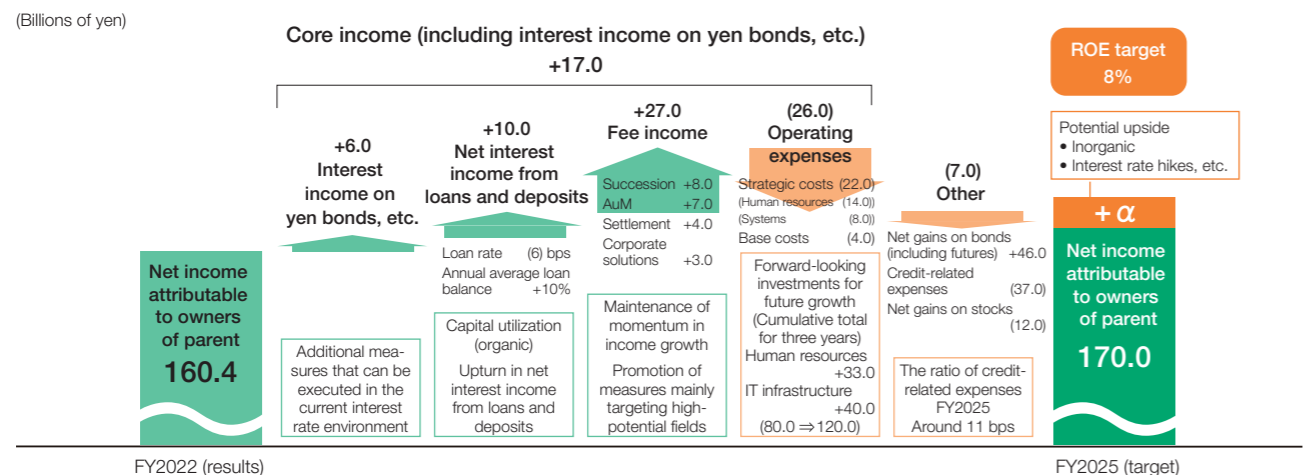 (Billions of yen)
Core income (including interest income on yen bonds, etc.)
+17.0
ROE target
8%
Net income
attributable
to owners
of parent
160.4
+6.0
Interest
income on
yen bonds, etc.
Additional mea-
sures that can be
executed in the
current interest
rate environment
+10.0
Net interest
income from
loans and deposits
Loan rate (6) bps
Annual average loan
balance +10%
Capital utilization
(organic)
Upturn in net
interest income
from loans and
deposits
+27.0
Fee income
Succession +8.0
AuM +7.0
Settlement +4.0
Corporate
solutions +3.0
Maintenance of
momentum in
income growth
Promotion of
measures mainly
targeting high-
potential fields
(26.0)
Operating
expenses
Strategic costs (22.0)
(Human resources (14.0))
(Systems (8.0))
Base costs (4.0)
Forward-looking
investments for
future growth
(Cumulative total
for three years)
Human resources
+33.0
IT infrastructure
+40.0
(80.0 ⇒120.0)
(7.0)
Other
Net gains on bonds
(including futures) +46.0
Credit-related
expenses (37.0)
Net gains on stocks
(12.0)
The ratio of credit-
related expenses
FY2025
Around 11 bps
Potential upside
• Inorganic
• Interest rate hikes, etc.
+ α
Net income
attributable
to owners
of parent
170.0
FY2022 (results)
FY2025 (target)